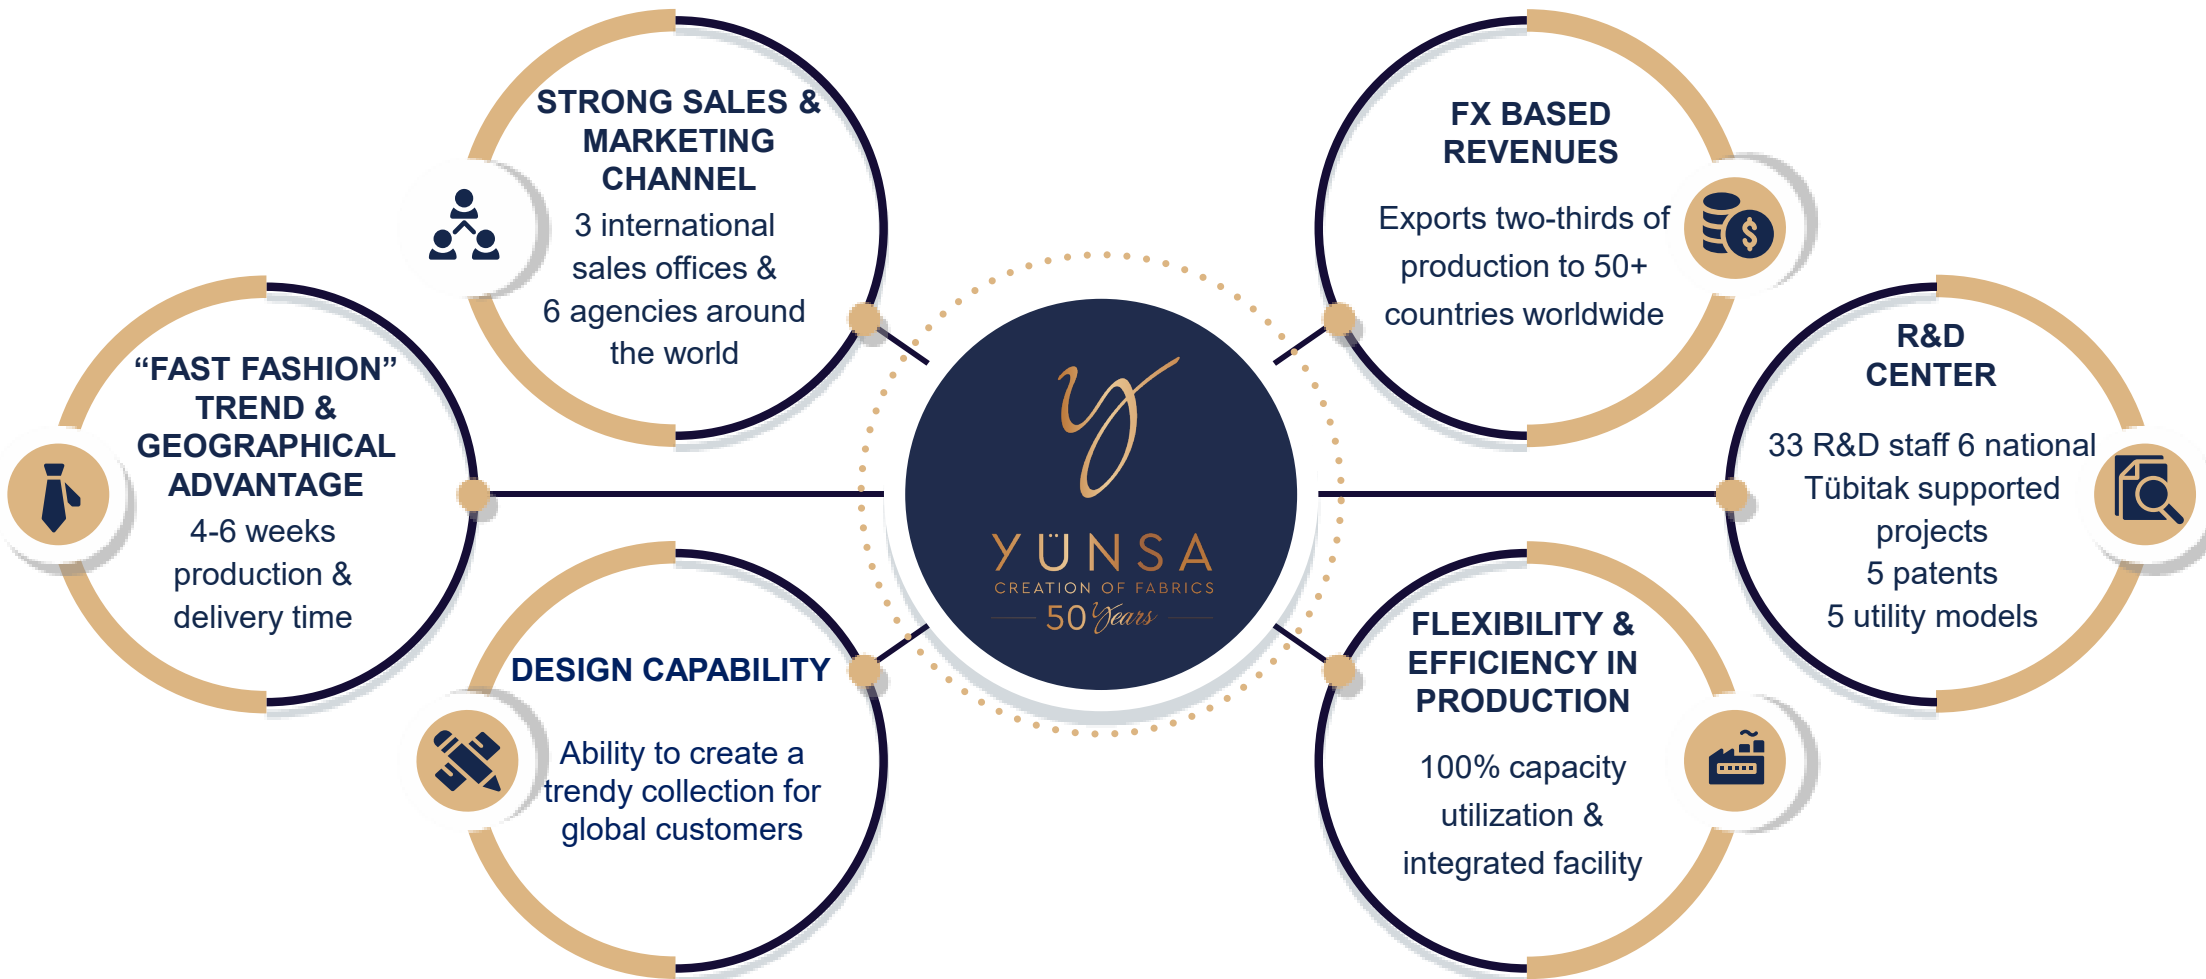 STRONG SALES &
MARKETING
CHANNEL
3 international
sales offices &
6 agencies around
the world
FX BASED
REVENUES
Exports two-thirds of
production to 50+
countries worldwide
“FAST FASHION”
TREND &
GEOGRAPHICAL
ADVANTAGE
4-6 weeks
production &
delivery time
YÜNSA
CREATION OF FABRICS
50 Years
R&D
CENTER
33 R&D staff 6 national
Tübitak supported
projects
5 patents
5 utility models
DESIGN CAPABILITY
Ability to create a
trendy collection for
global customers
FLEXIBILITY &
EFFICIENCY IN
PRODUCTION
100% capacity
utilization &
integrated facility